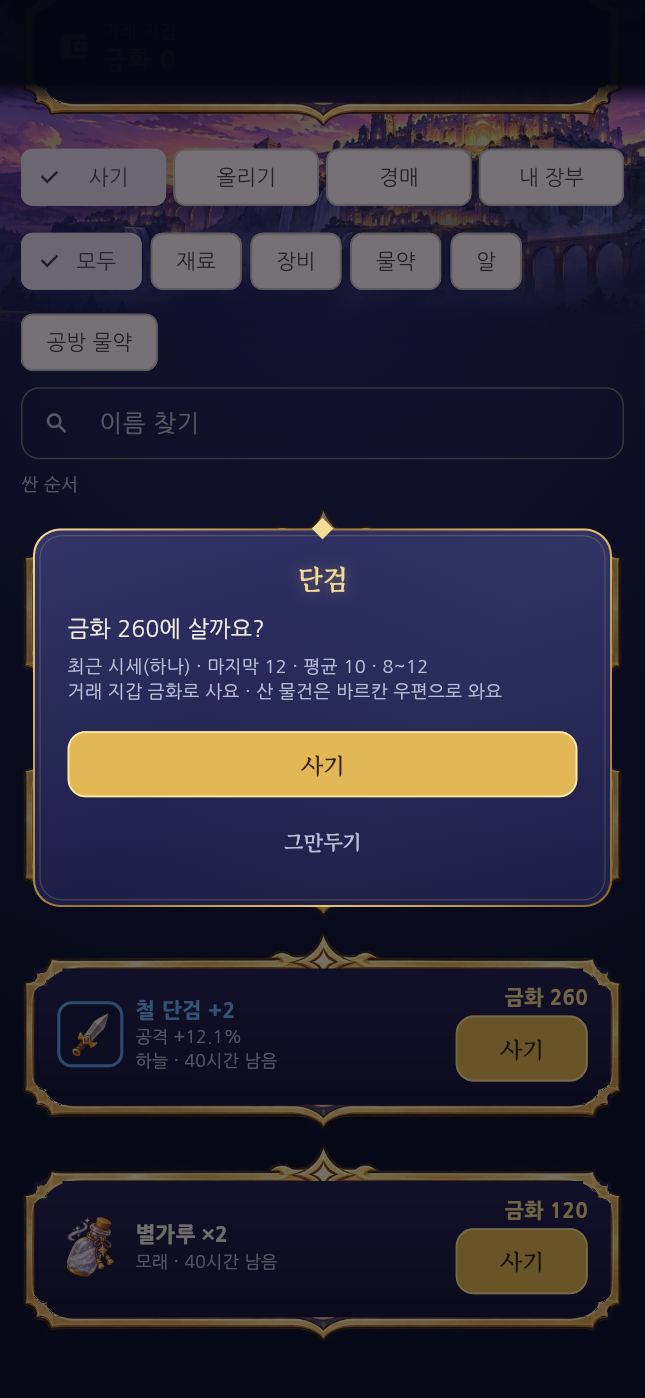 금화 0
사기
올리기
경매
내 장부
모두
재료
장비
물약
알
공방 물약
이름 찾기
싼 순서
단검
금화 260에 살까요?
최근 시세(하나) · 마지막 12 · 평균 10 · 8~12
거래 지갑 금화로 사요 · 산 물건은 바르칸 우편으로 와요
사기
그만두기
철 단검 +2
공격 +12.1%
하늘 · 40시간 남음
금화 260
사기
별가루 ×2
모래 · 40시간 남음
금화 120
사기